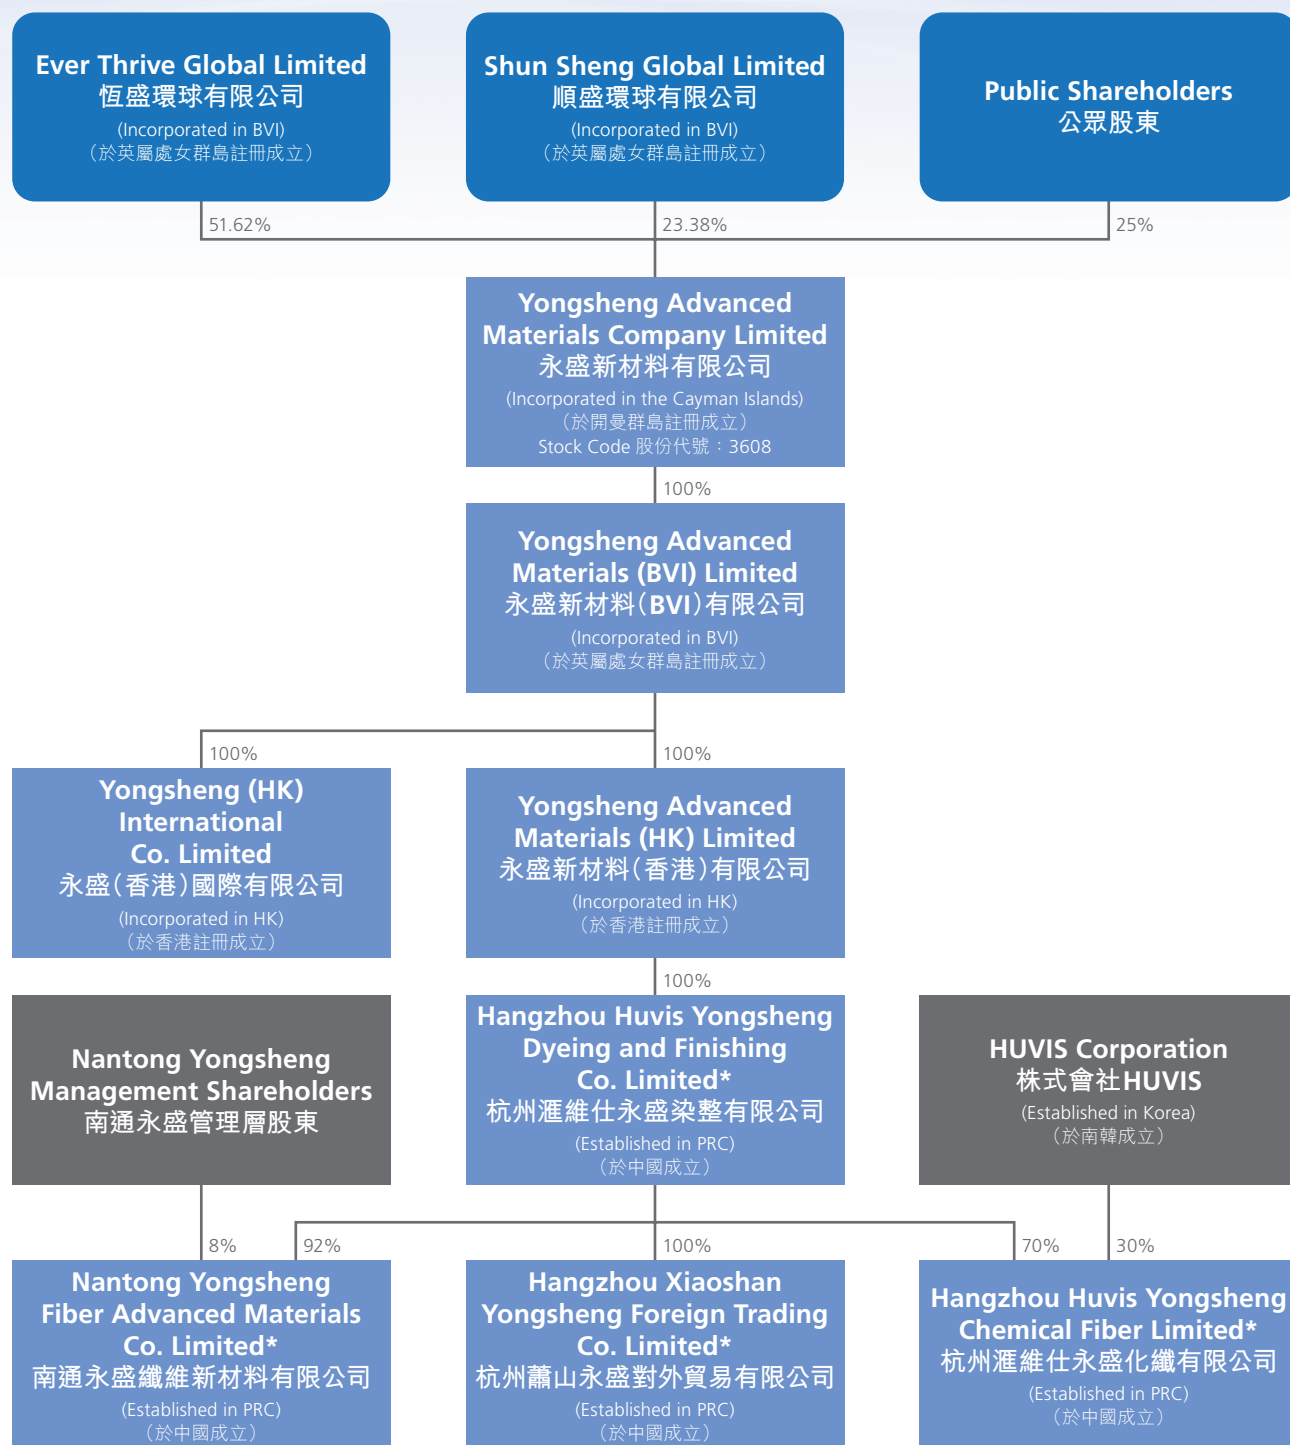 Ever Thrive Global Limited
恆盛環球有限公司
(Incorporated in BVI)
（於英屬處女群島註冊成立）
Shun Sheng Global Limited
順盛環球有限公司
(Incorporated in BVI)
（於英屬處女群島註冊成立）
Public Shareholders
公眾股東
51.62%
23.38%
25%
Yongsheng Advanced
Materials Company Limited
永盛新材料有限公司
(Incorporated in the Cayman Islands)
（於開曼群島註冊成立）
Stock Code 股份代號：3608
100%
Yongsheng Advanced
Materials (BVI) Limited
永盛新材料（BVI）有限公司
(Incorporated in BVI)
（於英屬處女群島註冊成立）
100%
100%
Yongsheng (HK)
International
Co. Limited
永盛（香港）國際有限公司
(Incorporated in HK)
（於香港註冊成立）
Yongsheng Advanced
Materials (HK) Limited
永盛新材料（香港）有限公司
(Incorporated in HK)
（於香港註冊成立）
100%
Nantong Yongsheng
Management Shareholders
南通永盛管理層股東
Hangzhou Huvis Yongsheng
Dyeing and Finishing
Co. Limited*
杭州滙維仕永盛染整有限公司
(Established in PRC)
（於中國成立）
HUVIS Corporation
株式會社HUVIS
(Established in Korea)
（於南韓成立）
8%
92%
100%
70%
30%
Nantong Yongsheng
Fiber Advanced Materials
Co. Limited*
南通永盛纖維新材料有限公司
(Established in PRC)
（於中國成立）
Hangzhou Xiaoshan
Yongsheng Foreign Trading
Co. Limited*
杭州蕭山永盛對外貿易有限公司
(Established in PRC)
（於中國成立）
Hangzhou Huvis Yongsheng
Chemical Fiber Limited*
杭州滙維仕永盛化纖有限公司
(Established in PRC)
（於中國成立）